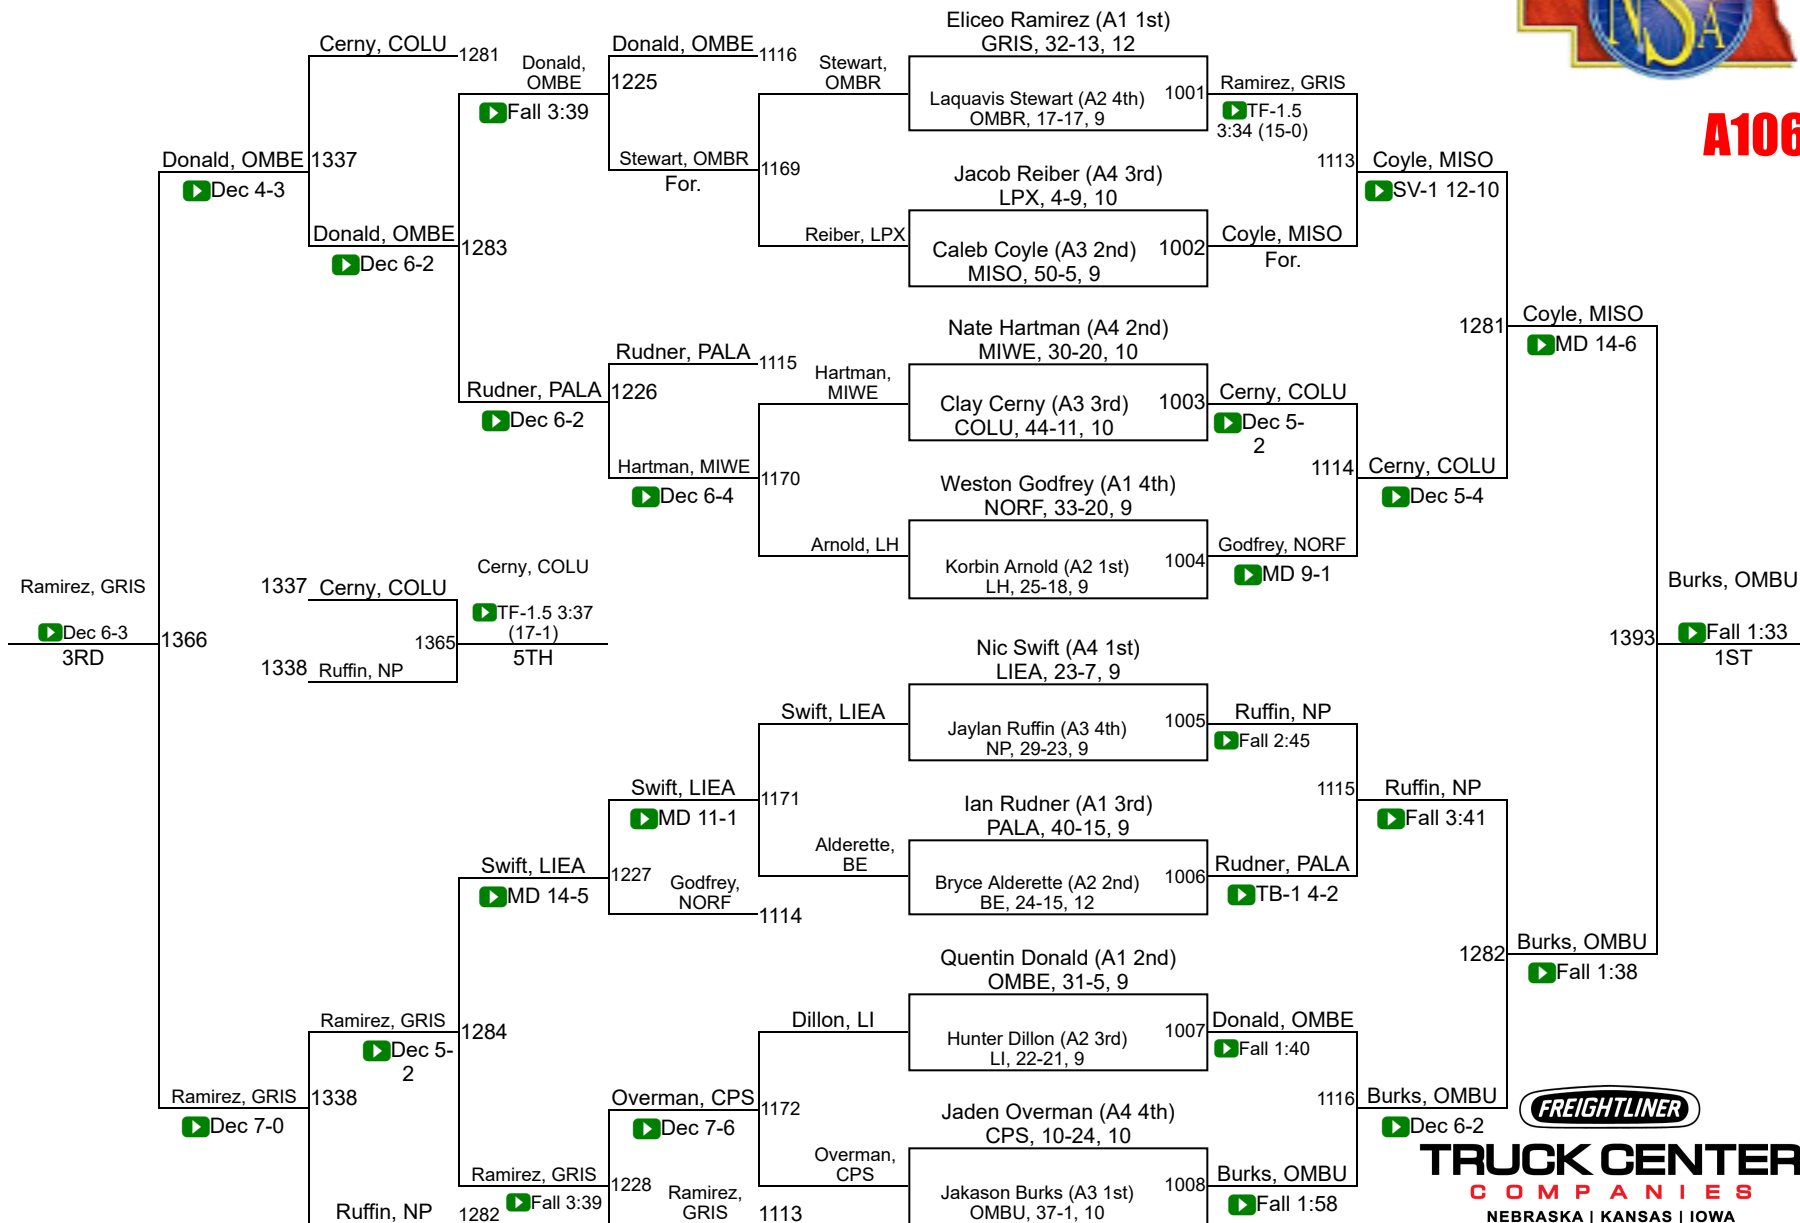 NSA
A106
Eliceo Ramirez (A1 1st)
GRIS, 32-13, 12
Laquavis Stewart (A2 4th)
OMBR, 17-17, 9
1001
Jacob Reiber (A4 3rd)
LPX, 4-9, 10
Caleb Coyle (A3 2nd)
MISO, 50-5, 9
1002
Nate Hartman (A4 2nd)
MIWE, 30-20, 10
Clay Cerny (A3 3rd)
COLU, 44-11, 10
1003
Weston Godfrey (A1 4th)
NORF, 33-20, 9
Korbin Arnold (A2 1st)
LH, 25-18, 9
1004
Nic Swift (A4 1st)
LIEA, 23-7, 9
Jaylan Ruffin (A3 4th)
NP, 29-23, 9
1005
Ian Rudner (A1 3rd)
PALA, 40-15, 9
Bryce Alderette (A2 2nd)
BE, 24-15, 12
1006
Quentin Donald (A1 2nd)
OMBE, 31-5, 9
Hunter Dillon (A2 3rd)
LI, 22-21, 9
1007
Jaden Overman (A4 4th)
CPS, 10-24, 10
Jakason Burks (A3 1st)
OMBU, 37-1, 10
1008
Ramirez, GRIS
TF-1.5
3:34 (15-0)
Coyle, MISO
For.
1113
Cerny, COLU
Dec 5-
2
Godfrey, NORF
MD 9-1
1114
Ruffin, NP
Fall 2:45
Rudner, PALA
TB-1 4-2
1115
Donald, OMBE
Fall 1:40
Burks, OMBU
Fall 1:58
1116
Coyle, MISO
SV-1 12-10
Cerny, COLU
Dec 5-4
1281
Ruffin, NP
Fall 3:41
Burks, OMBU
Dec 6-2
1282
Coyle, MISO
MD 14-6
Burks, OMBU
Fall 1:38
1393
Burks, OMBU
Fall 1:33
1ST
Stewart,
OMBR
Reiber, LPX
1169
Hartman,
MIWE
Arnold, LH
1170
Swift, LIEA
Alderette,
BE
1171
Dillon, LI
Overman,
CPS
1172
Donald, OMBE
1116
Stewart, OMBR
For.
1225
Rudner, PALA
1115
Hartman, MIWE
Dec 6-4
1226
Swift, LIEA
MD 11-1
Godfrey,
NORF
1114
1227
Overman, CPS
Dec 7-6
Ramirez,
GRIS
1113
1228
Donald,
OMBE
Fall 3:39
Rudner, PALA
Dec 6-2
1283
Swift, LIEA
MD 14-5
Ramirez, GRIS
Fall 3:39
1284
Cerny, COLU
1281
Donald, OMBE
Dec 6-2
1337
Ramirez, GRIS
Dec 5-
2
Ruffin, NP
1282
1338
Donald, OMBE
Dec 4-3
Ramirez, GRIS
Dec 7-0
1366
Ramirez, GRIS
Dec 6-3
3RD
1337
Cerny, COLU
1338
Ruffin, NP
1365
Cerny, COLU
TF-1.5 3:37
(17-1)
5TH
FREIGHTLINER
TRUCK CENTER
COMPANIES
NEBRASKA | KANSAS | IOWA